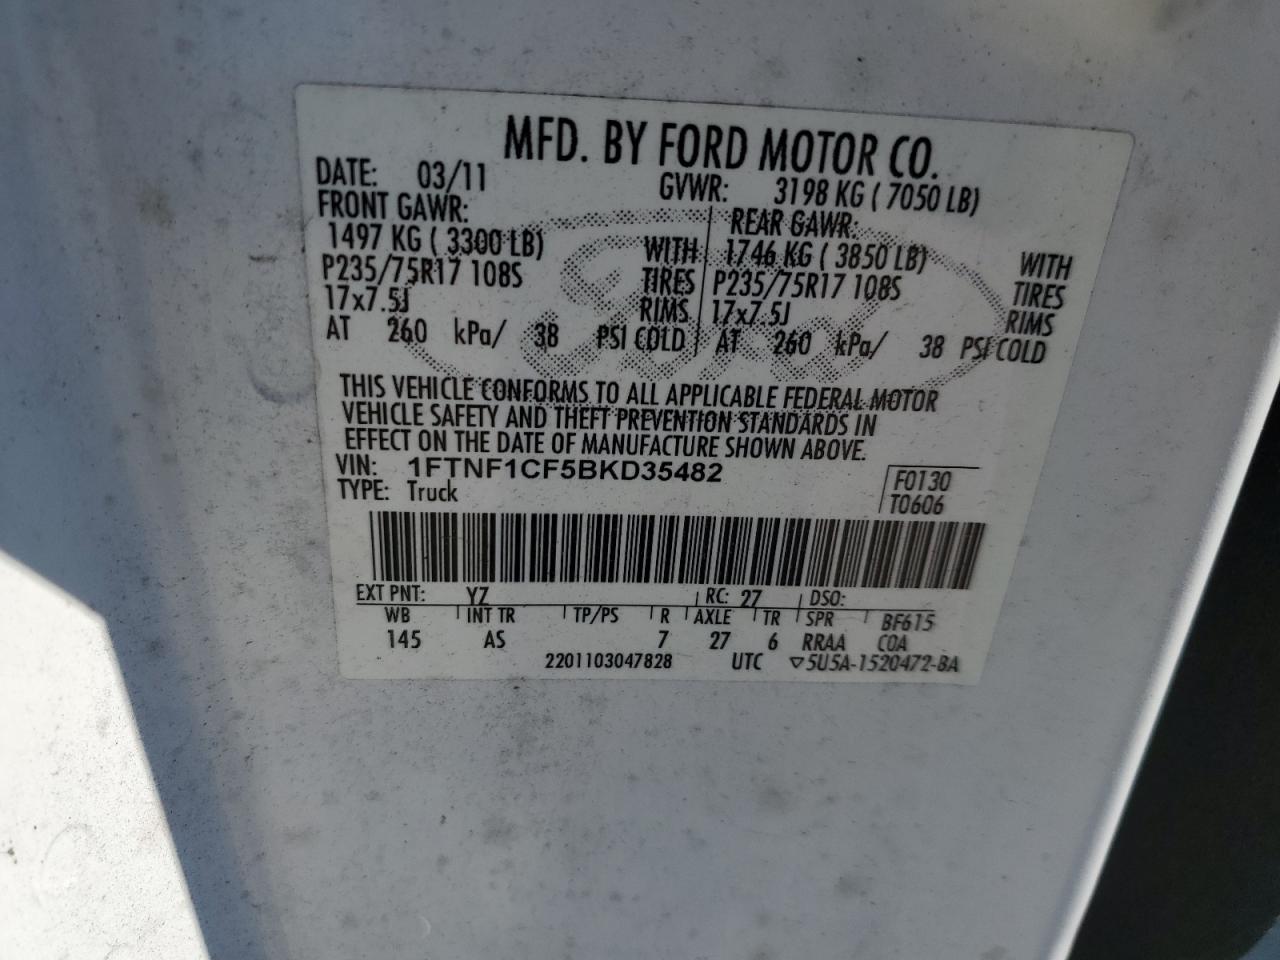 MFD. BY FORD MOTOR CO.
DATE: 03/11 GVWR: 3198 KG ( 7050 LB)
FRONT GAWR: REAR GAWR:
1497 KG ( 3300 LB) WITH 1746 KG ( 3850 LB) WITH
P235/75R17 108S TIRES P235/75R17 108S TIRES
17x7.5J RIMS 17x7.5J RIMS
AT 260 kPa/ 38 PSI COLD AT 260 kPa/ 38 PSI COLD
THIS VEHICLE CONFORMS TO ALL APPLICABLE FEDERAL MOTOR
VEHICLE SAFETY AND THEFT PREVENTION STANDARDS IN
EFFECT ON THE DATE OF MANUFACTURE SHOWN ABOVE.
VIN: 1FTNF1CF5BKD35482 F0130
TYPE: Truck T0606
EXT PNT: YZ RC: 27 DSO:
WB INT TR TP/PS R AXLE TR SPR BF615
145 AS 7 27 6 RRAA COA
2201103047828 UTC ▽5U5A-1520472-BA
Ford